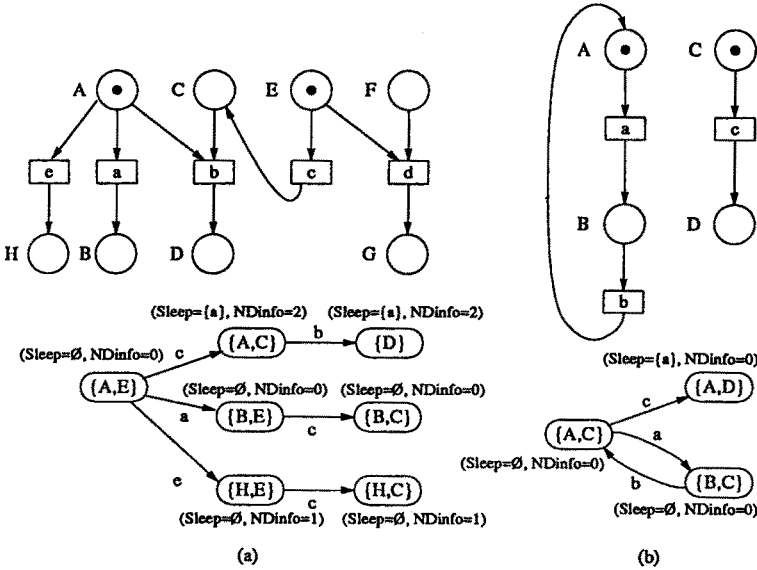 A C E F
e a b c d
H B D G
(Sleep={a}, NDinfo=2) (Sleep={a}, NDinfo=2)
c {A,C} b {D}
(Sleep=Ø, NDinfo=0)
{A,E}
(Sleep=Ø, NDinfo=0) (Sleep=Ø, NDinfo=0)
a {B,E} c {B,C}
e {H,E} c {H,C}
(Sleep=Ø, NDinfo=1) (Sleep=Ø, NDinfo=1)
(a)
A C
a c
B D
b
(Sleep={a}, NDinfo=0)
c {A,D}
{A,C} a
(Sleep=Ø, NDinfo=0)
b {B,C}
(Sleep=Ø, NDinfo=0)
(b)